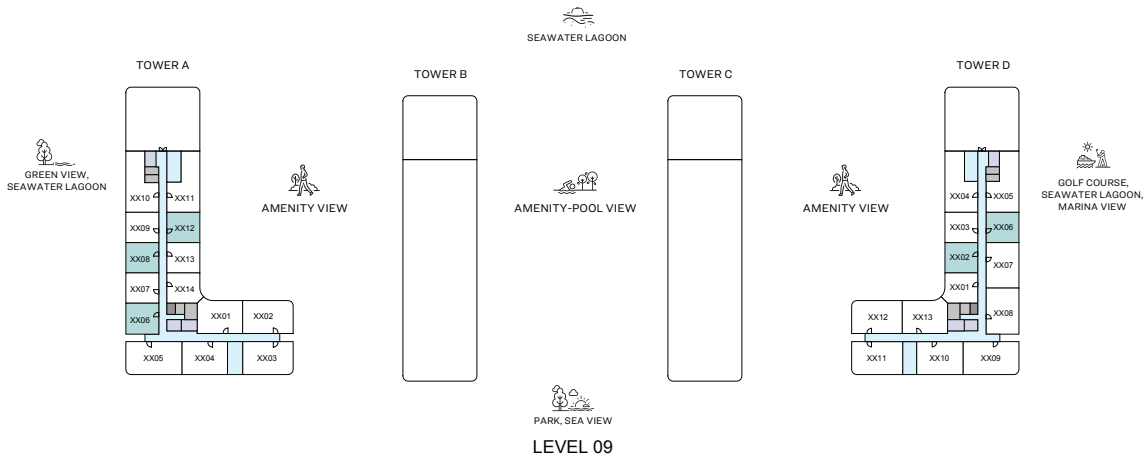 SEAWATER LAGOON
TOWER A
TOWER B
TOWER C
TOWER D
GREEN VIEW,
SEAWATER LAGOON
AMENITY VIEW
AMENITY-POOL VIEW
AMENITY VIEW
GOLF COURSE,
SEAWATER LAGOON,
MARINA VIEW
XX10
XX11
XX09
XX12
XX08
XX13
XX07
XX14
XX06
XX01
XX02
XX05
XX04
XX03
XX04
XX05
XX03
XX06
XX02
XX07
XX01
XX08
XX12
XX13
XX11
XX10
XX09
PARK, SEA VIEW
LEVEL 09